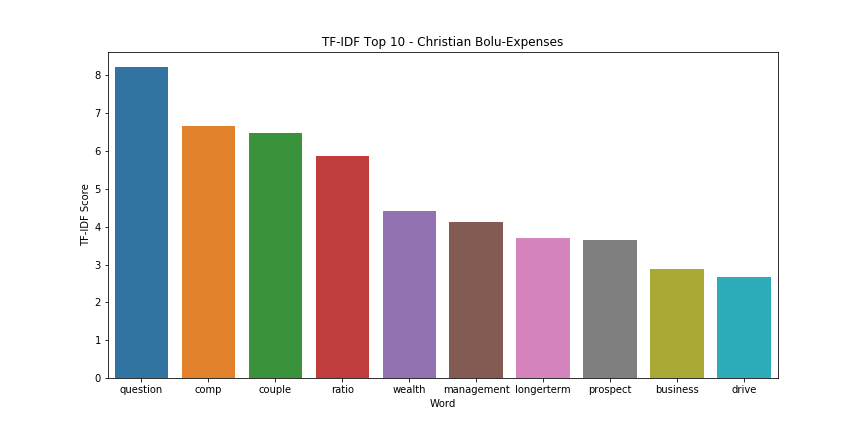 TF-IDF Top 10 - Christian Bolu-Expenses
TF-IDF Score
8
7
6
5
4
3
2
1
0
question comp couple ratio wealth management longerterm prospect business drive
Word